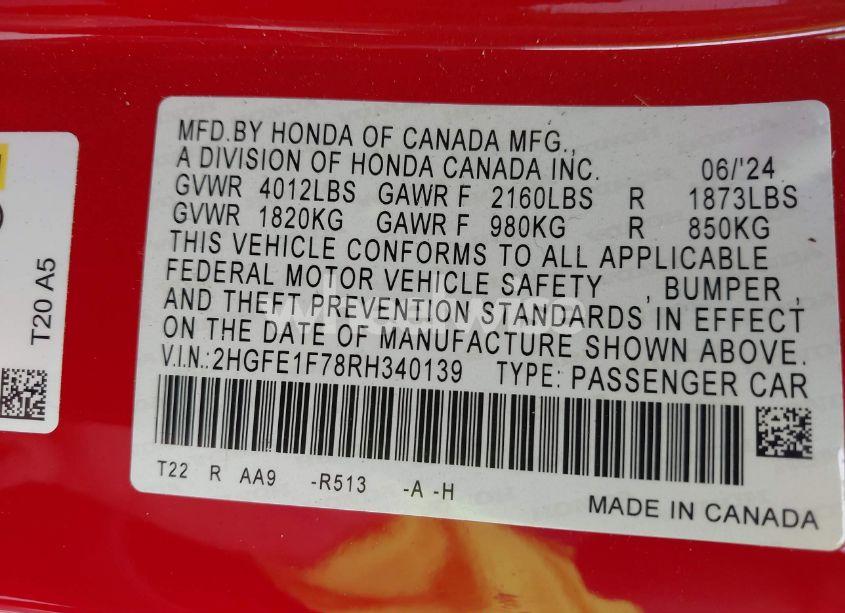 MFD.BY HONDA OF CANADA MFG.,
A DIVISION OF HONDA CANADA INC. 06/'24
GVWR 4012LBS GAWR F 2160LBS R 1873LBS
GVWR 1820KG GAWR F 980KG R 850KG
THIS VEHICLE CONFORMS TO ALL APPLICABLE
FEDERAL MOTOR VEHICLE SAFETY , BUMPER ,
AND THEFT PREVENTION STANDARDS IN EFFECT
ON THE DATE OF MANUFACTURE SHOWN ABOVE.
V.I.N.: 2HGFE1F78RH340139 TYPE: PASSENGER CAR
T22 R AA9 -R513 -A -H
MADE IN CANADA
T20 A5